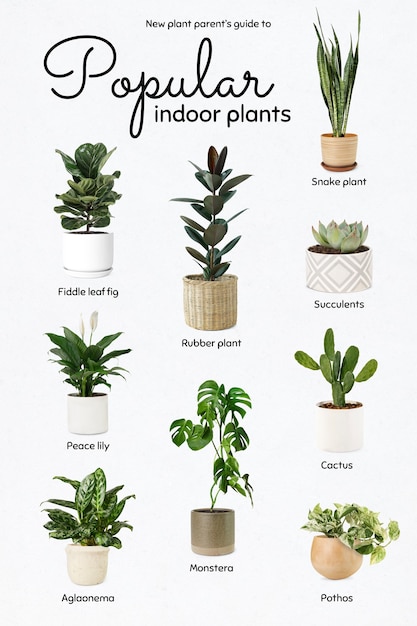 New plant parent's guide to
Popular
indoor plants
Snake plant
Fiddle leaf fig
Succulents
Rubber plant
Peace lily
Cactus
Monstera
Aglaonema
Pothos